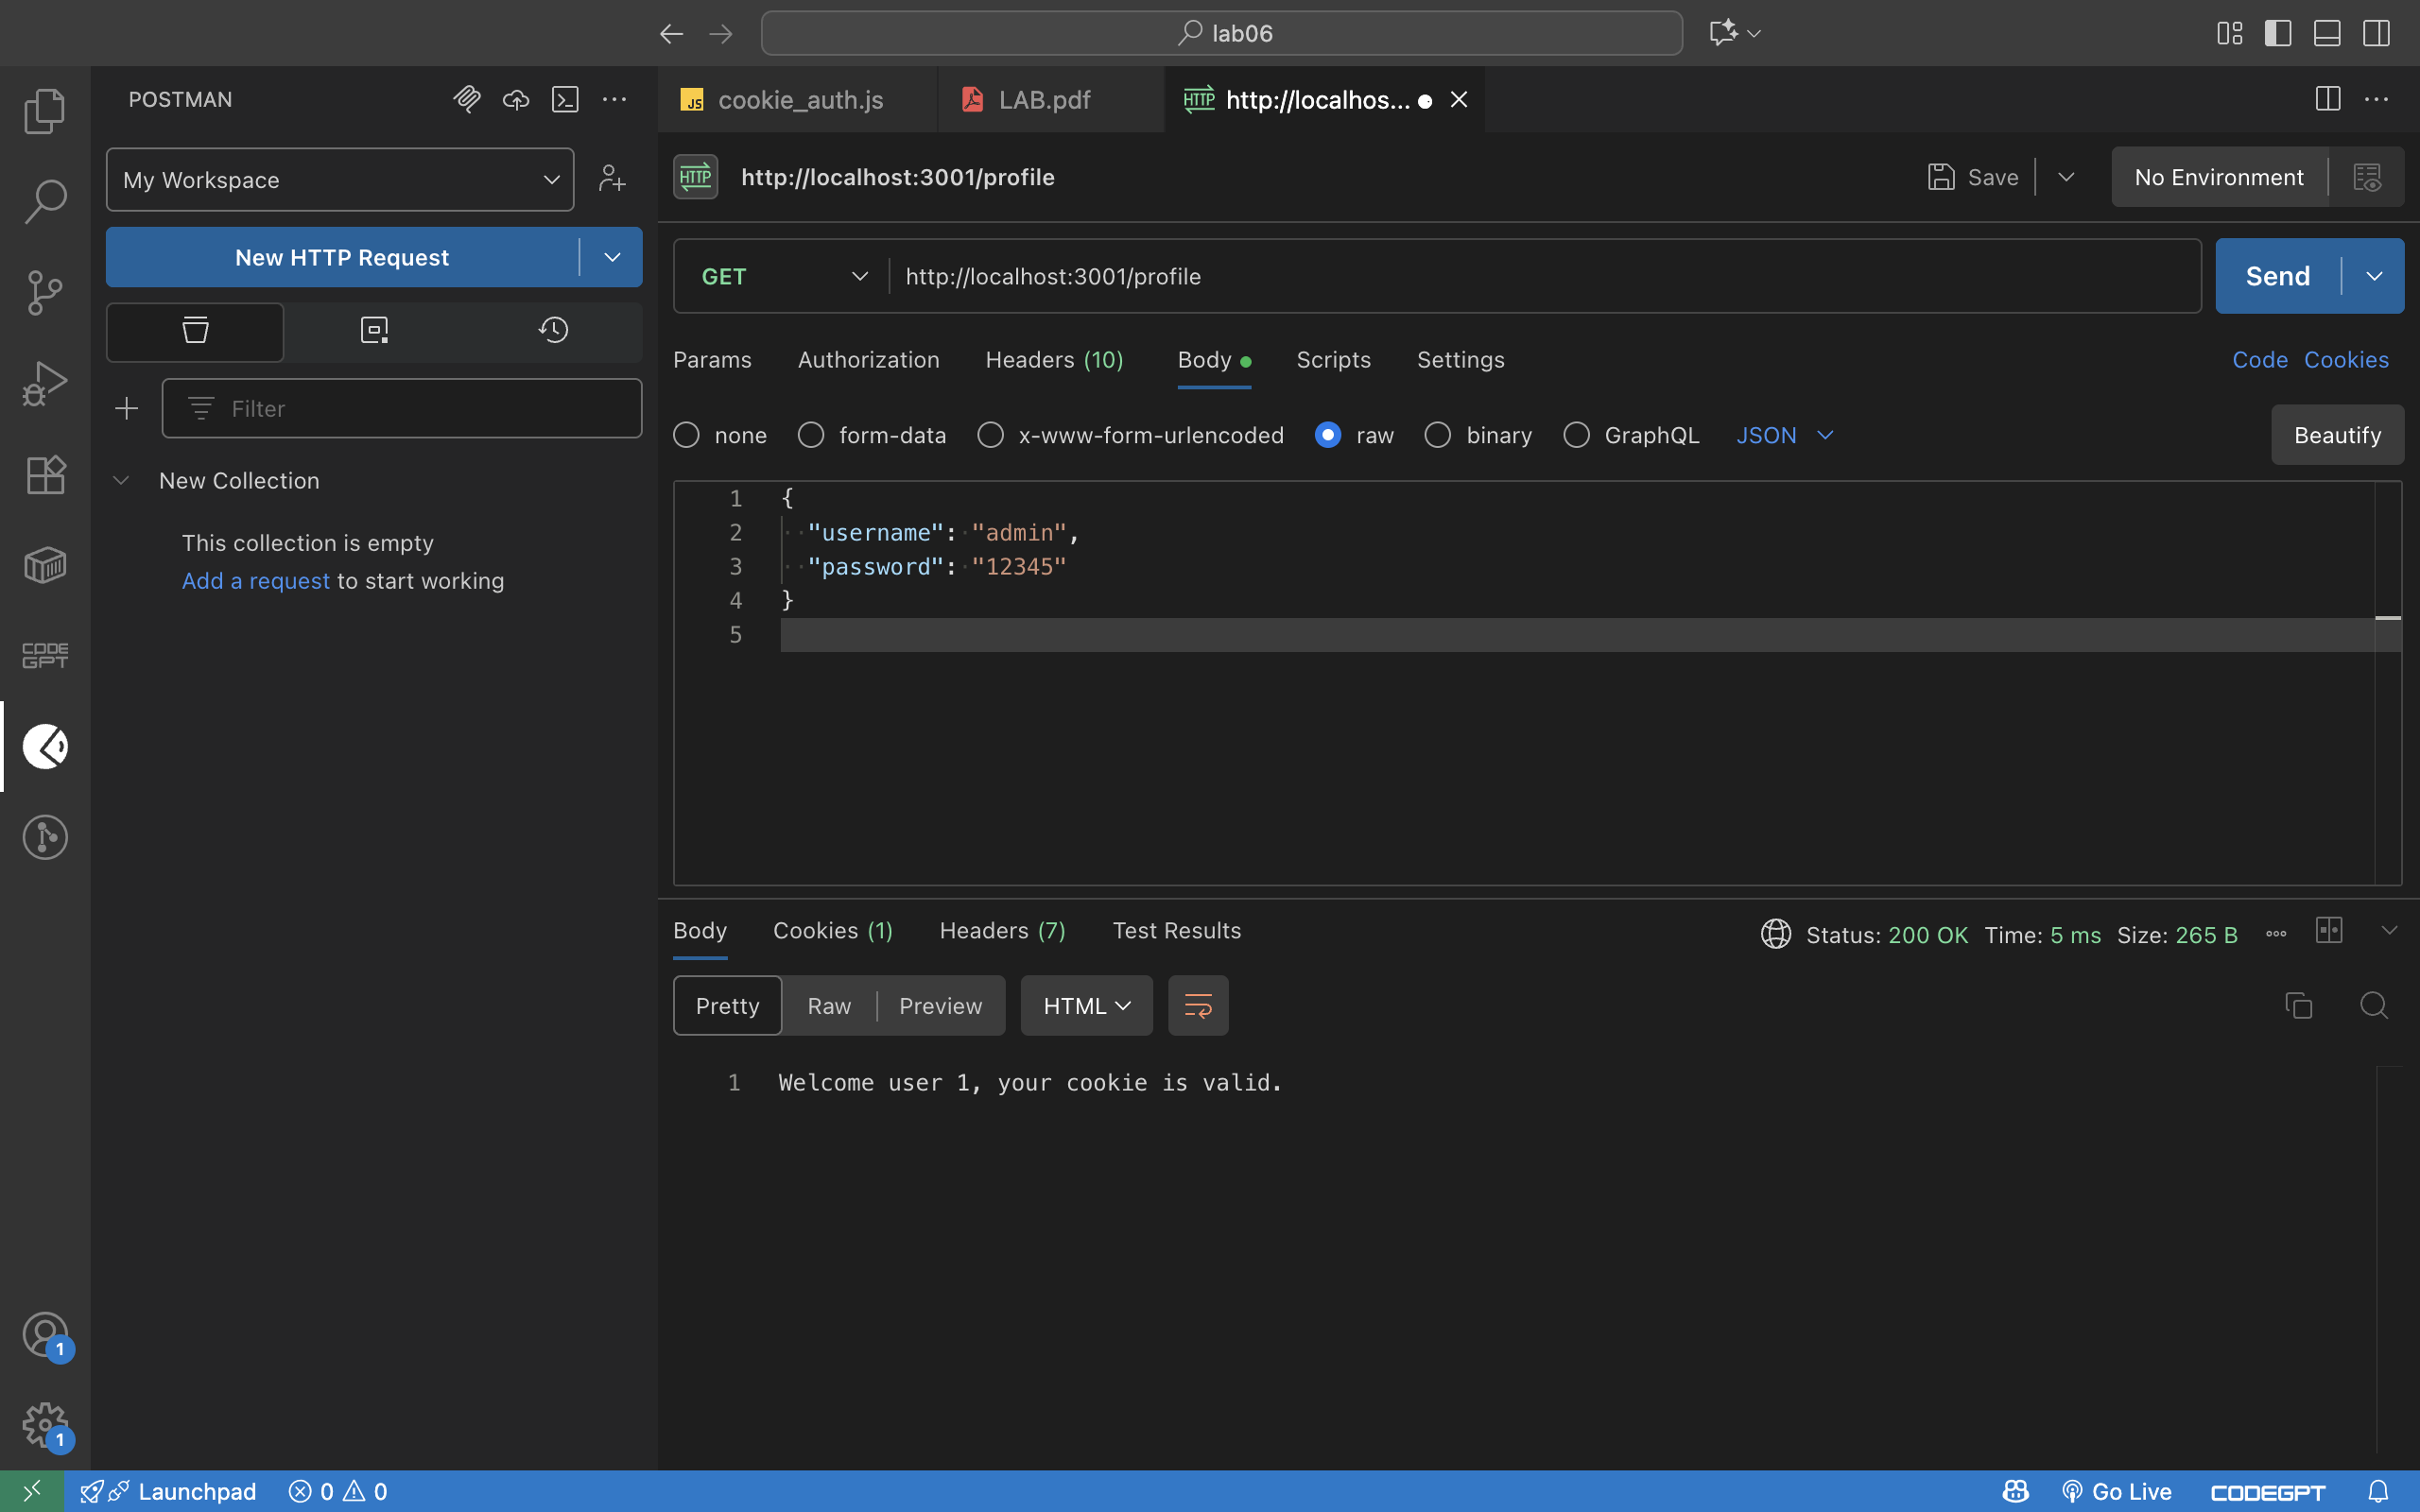 lab06
POSTMAN
My Workspace
New HTTP Request
Filter
New Collection
This collection is empty
Add a request to start working
CODE
GPT
1
1
JS cookie_auth.js
LAB.pdf
HTTP http://localhos...
HTTP http://localhost:3001/profile
Save
No Environment
GET http://localhost:3001/profile
Send
Params Authorization Headers (10) Body Scripts Settings Code Cookies
none form-data x-www-form-urlencoded raw binary GraphQL JSON Beautify
1 {
2 "username": "admin",
3 "password": "12345"
4 }
5
Body Cookies (1) Headers (7) Test Results Status: 200 OK Time: 5 ms Size: 265 B
Pretty Raw Preview HTML
1 Welcome user 1, your cookie is valid.
Launchpad 0 0 Go Live CODEGPT